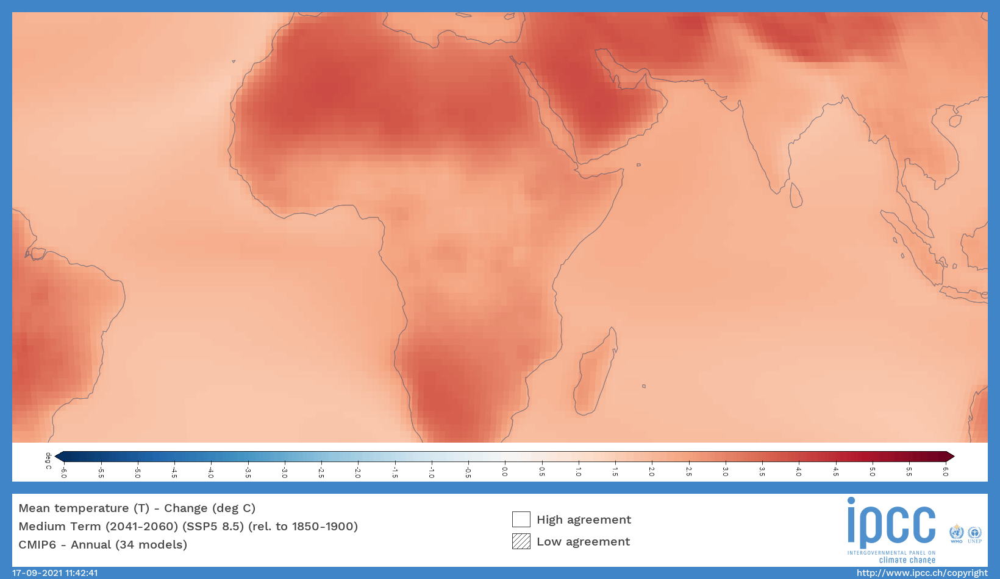 deg C
-6.0 -5.5 -5.0 -4.5 -4.0 -3.5 -3.0 -2.5 -2.0 -1.5 -1.0 -0.5 0.0 0.5 1.0 1.5 2.0 2.5 3.0 3.5 4.0 4.5 5.0 5.5 6.0
Mean temperature (T) - Change (deg C)
Medium Term (2041-2060) (SSP5 8.5) (rel. to 1850-1900)
CMIP6 - Annual (34 models)
High agreement
Low agreement
ipcc
INTERGOVERNMENTAL PANEL ON
climate change
WMO UNEP
17-09-2021 11:42:41
http://www.ipcc.ch/copyright